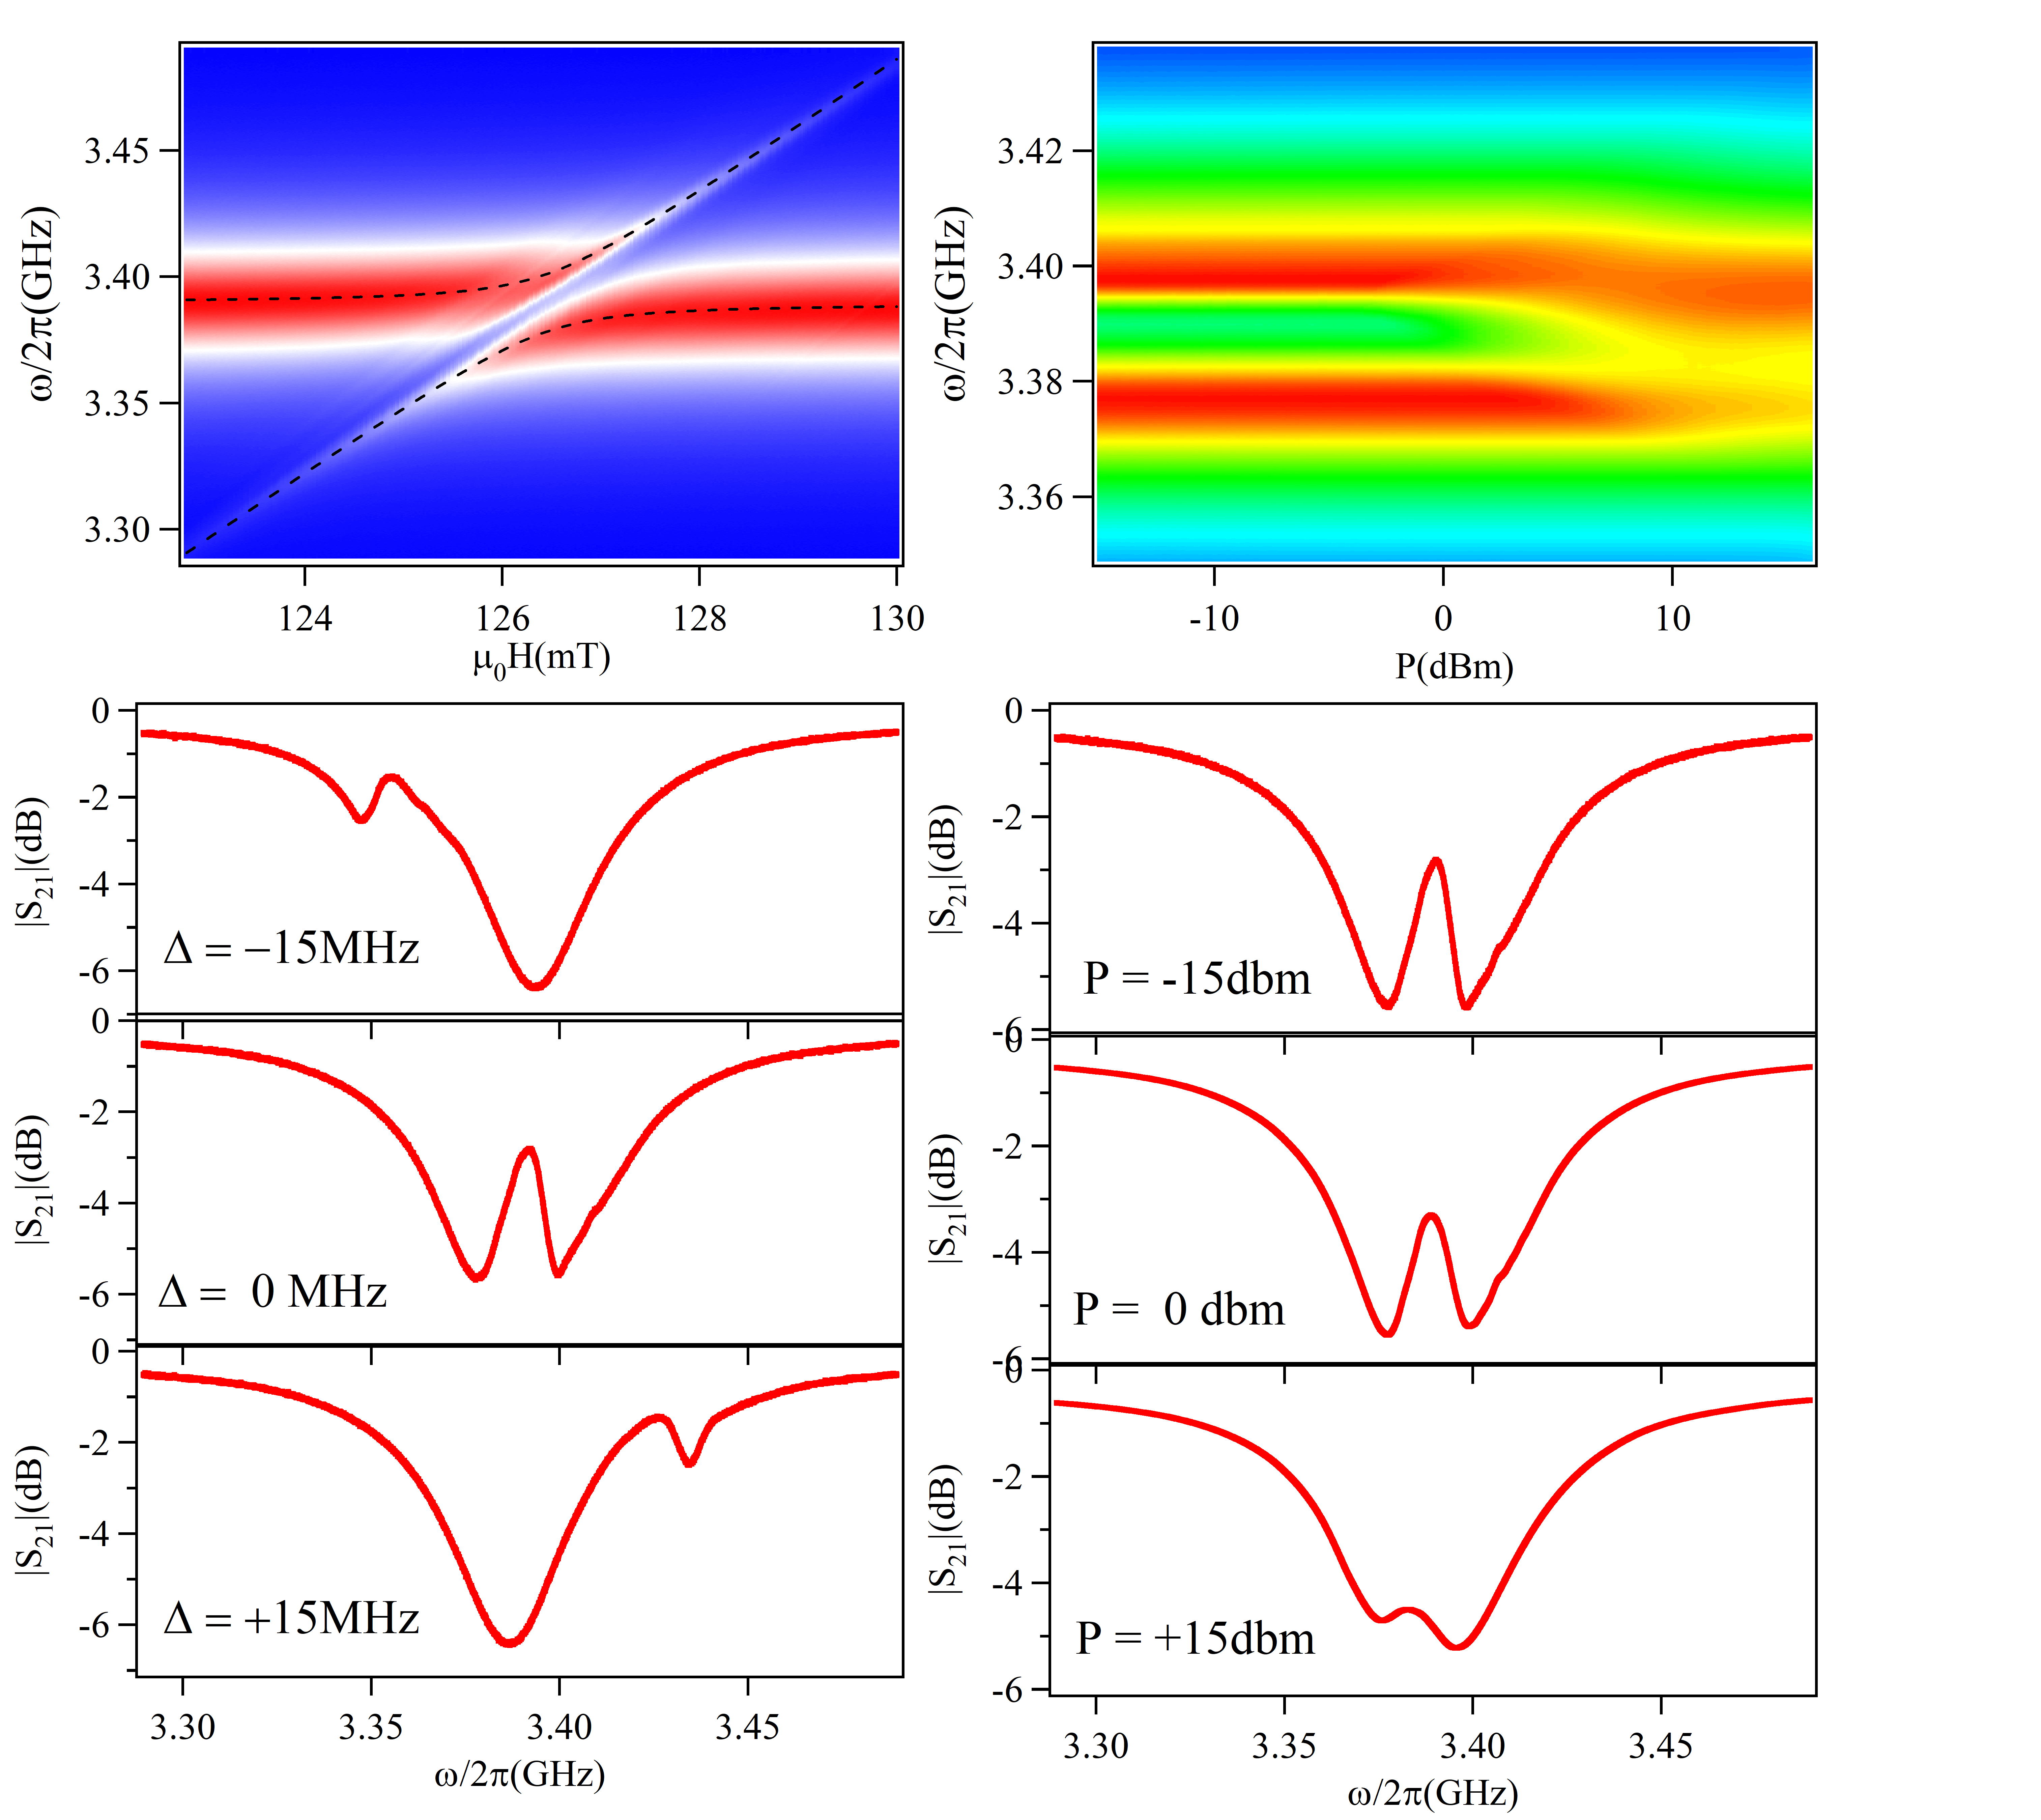 ω/2π(GHz)
3.45
3.40
3.35
3.30
124
126
128
130
μ0H(mT)
ω/2π(GHz)
3.42
3.40
3.38
3.36
-10
0
10
P(dBm)
|S21|(dB)
0
-2
-4
-6
Δ = −15MHz
|S21|(dB)
0
-2
-4
-6
Δ = 0 MHz
|S21|(dB)
0
-2
-4
-6
Δ = +15MHz
3.30
3.35
3.40
3.45
ω/2π(GHz)
|S21|(dB)
0
-2
-4
-6
P = -15dbm
|S21|(dB)
0
-2
-4
-6
P = 0 dbm
|S21|(dB)
0
-2
-4
-6
P = +15dbm
3.30
3.35
3.40
3.45
ω/2π(GHz)